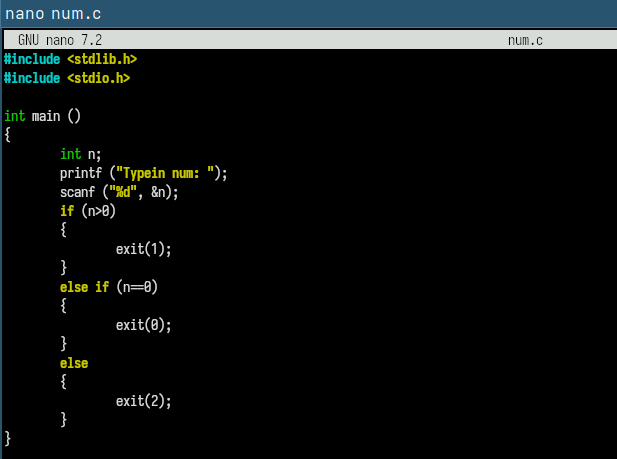 nano num.c
GNU nano 7.2 num.c
#include <stdlib.h>
#include <stdio.h>
int main ()
{
int n;
printf ("Typein num: ");
scanf ("%d", &n);
if (n>0)
{
exit(1);
}
else if (n==0)
{
exit(0);
}
else
{
exit(2);
}
}